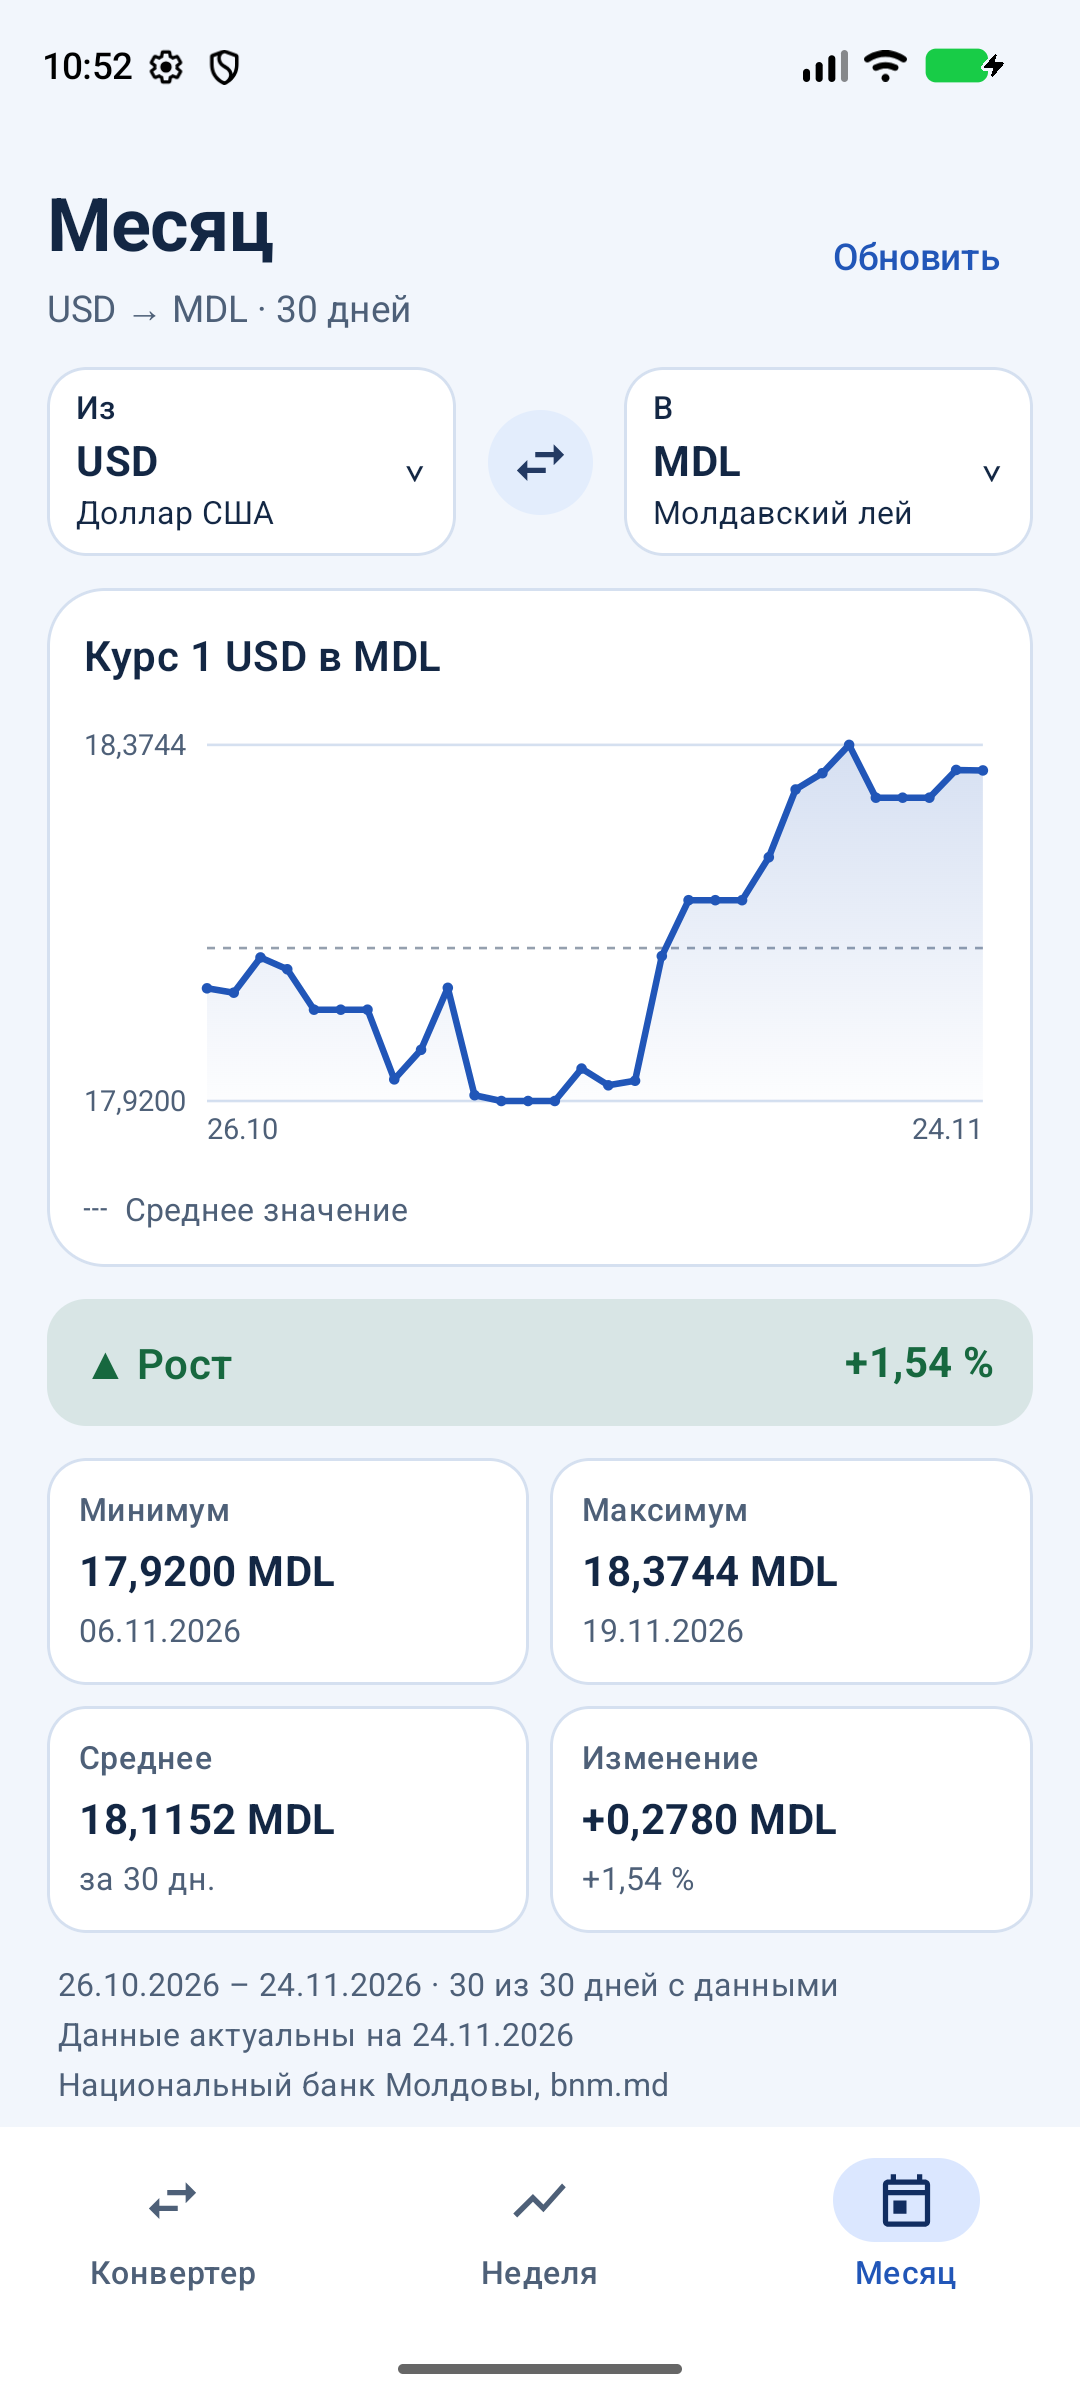 10:52
Месяц
Обновить
USD → MDL · 30 дней
Из
USD
Доллар США
В
MDL
Молдавский лей
Курс 1 USD в MDL
18,3744
17,9200
26.10
24.11
--- Среднее значение
▲ Рост
+1,54 %
Минимум
17,9200 MDL
06.11.2026
Максимум
18,3744 MDL
19.11.2026
Среднее
18,1152 MDL
за 30 дн.
Изменение
+0,2780 MDL
+1,54 %
26.10.2026 – 24.11.2026 · 30 из 30 дней с данными
Данные актуальны на 24.11.2026
Национальный банк Молдовы, bnm.md
Конвертер
Неделя
Месяц